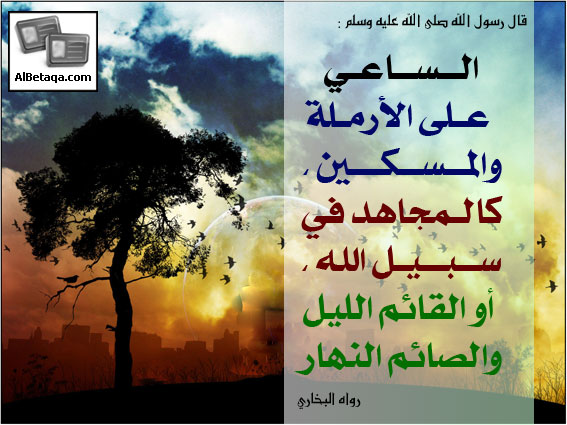 AlBetaqa.com
قال رسول الله صلى الله عليه وسلم :
الساعي
على الأرملة
والمسكين ,
كالمجاهد في
سبيل الله ,
أو القائم الليل
والصائم النهار
رواه البخاري